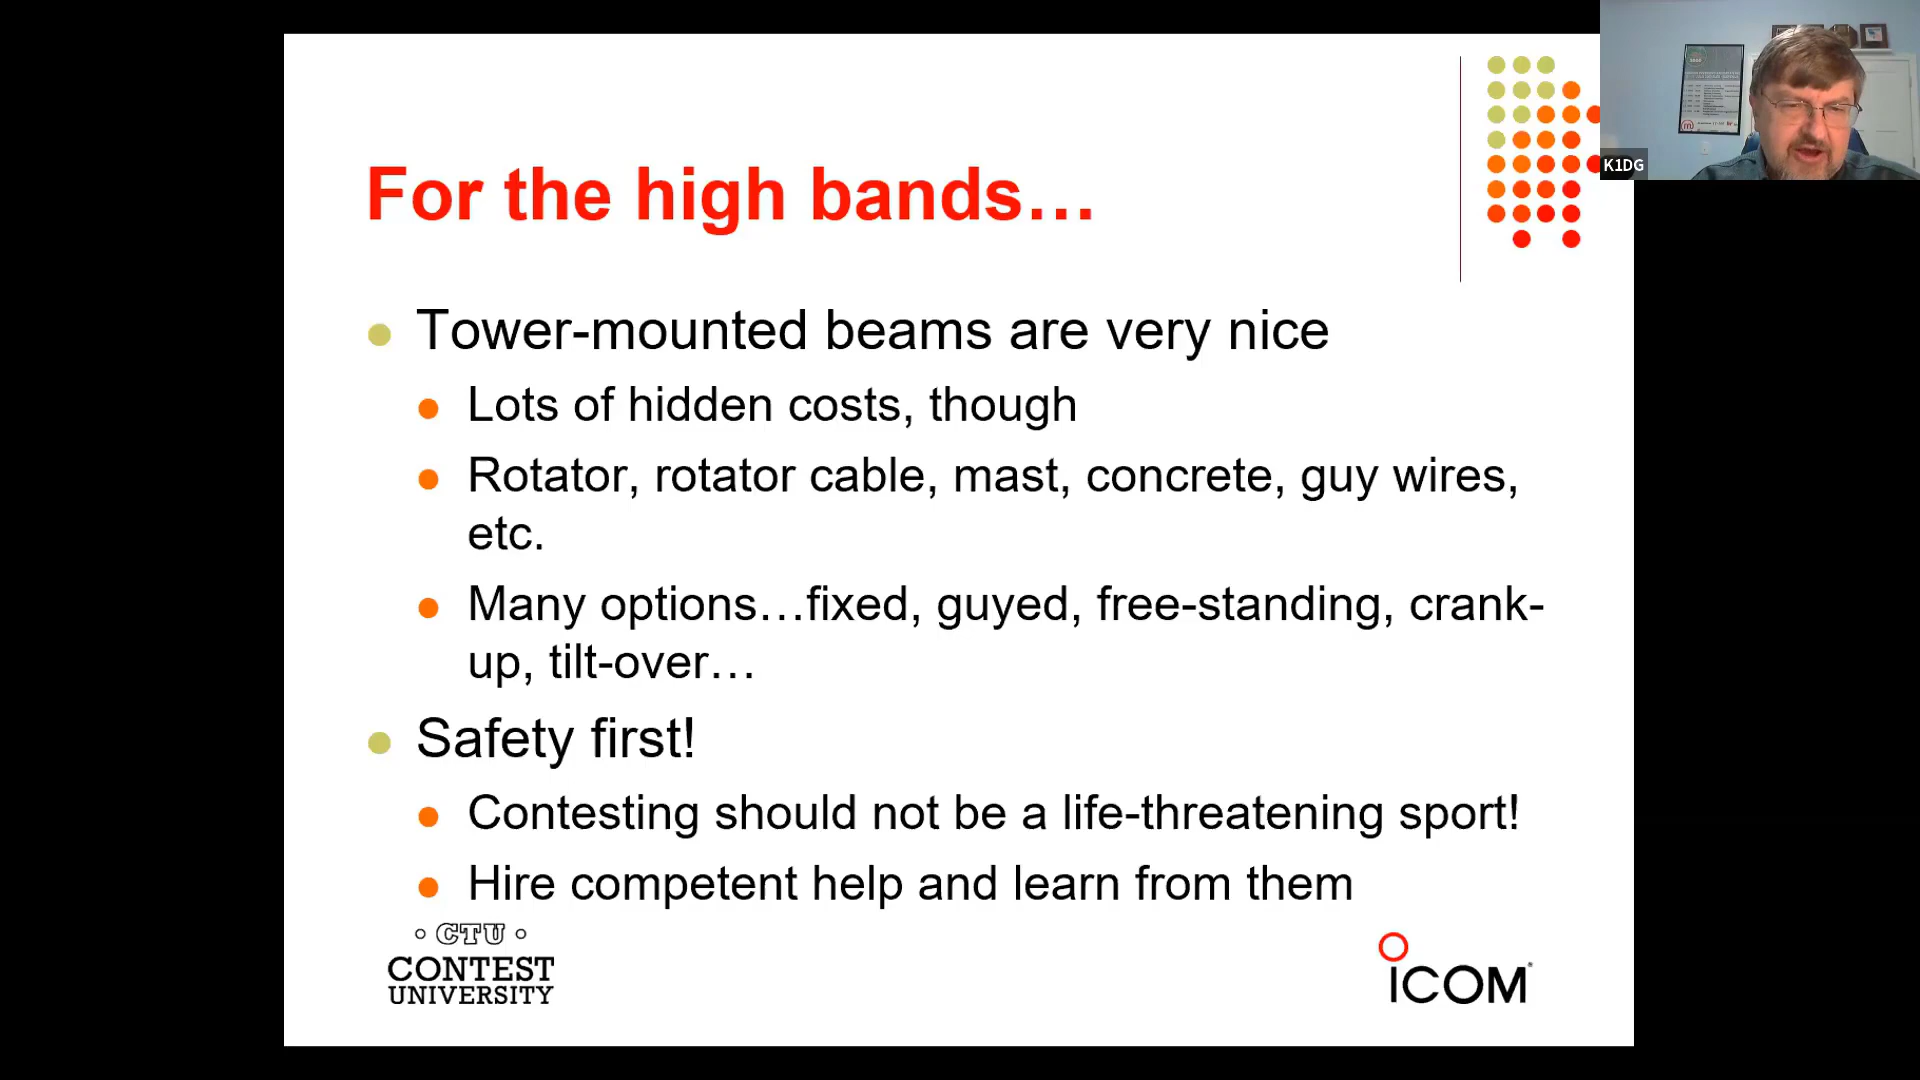 For the high bands…
K1DG
Tower-mounted beams are very nice
Lots of hidden costs, though
Rotator, rotator cable, mast, concrete, guy wires,
etc.
Many options…fixed, guyed, free-standing, crank-
up, tilt-over…
Safety first!
Contesting should not be a life-threatening sport!
Hire competent help and learn from them
CTU
CONTEST
UNIVERSITY
ICOM